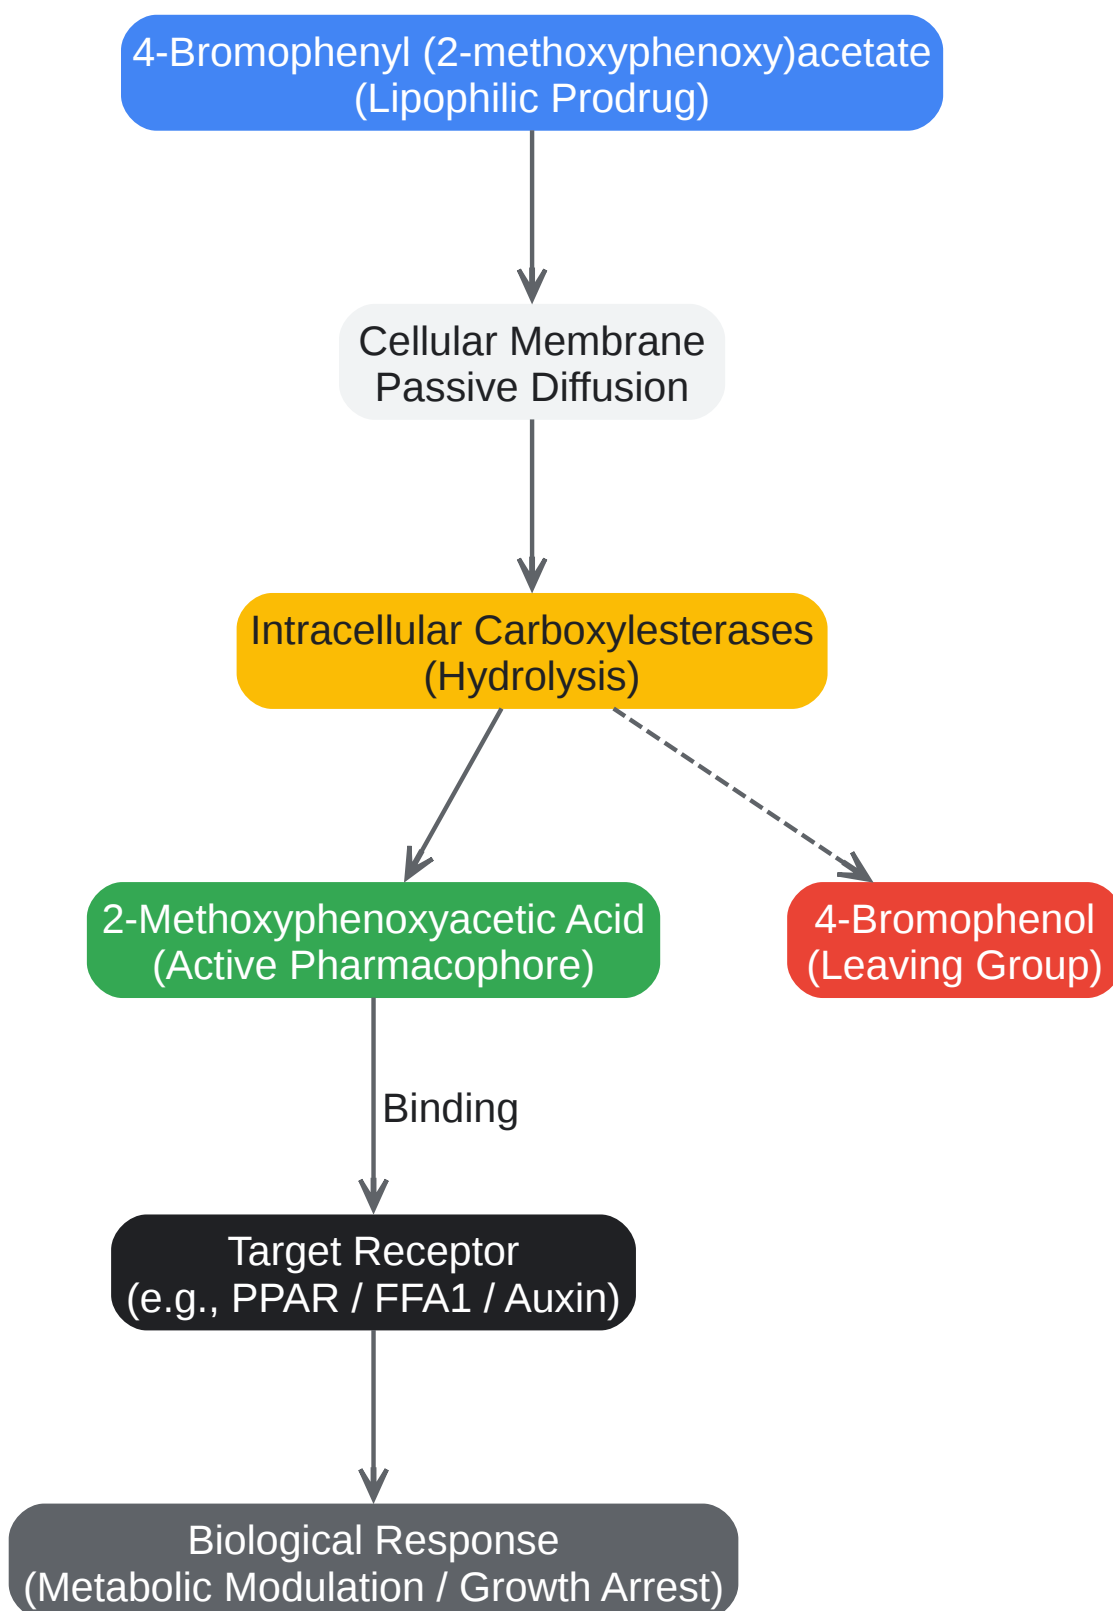 4-Bromophenyl (2-methoxyphenoxy)acetate
(Lipophilic Prodrug)
Cellular Membrane
Passive Diffusion
Intracellular Carboxylesterases
(Hydrolysis)
2-Methoxyphenoxyacetic Acid
(Active Pharmacophore)
4-Bromophenol
(Leaving Group)
Binding
Target Receptor
(e.g., PPAR / FFA1 / Auxin)
Biological Response
(Metabolic Modulation / Growth Arrest)